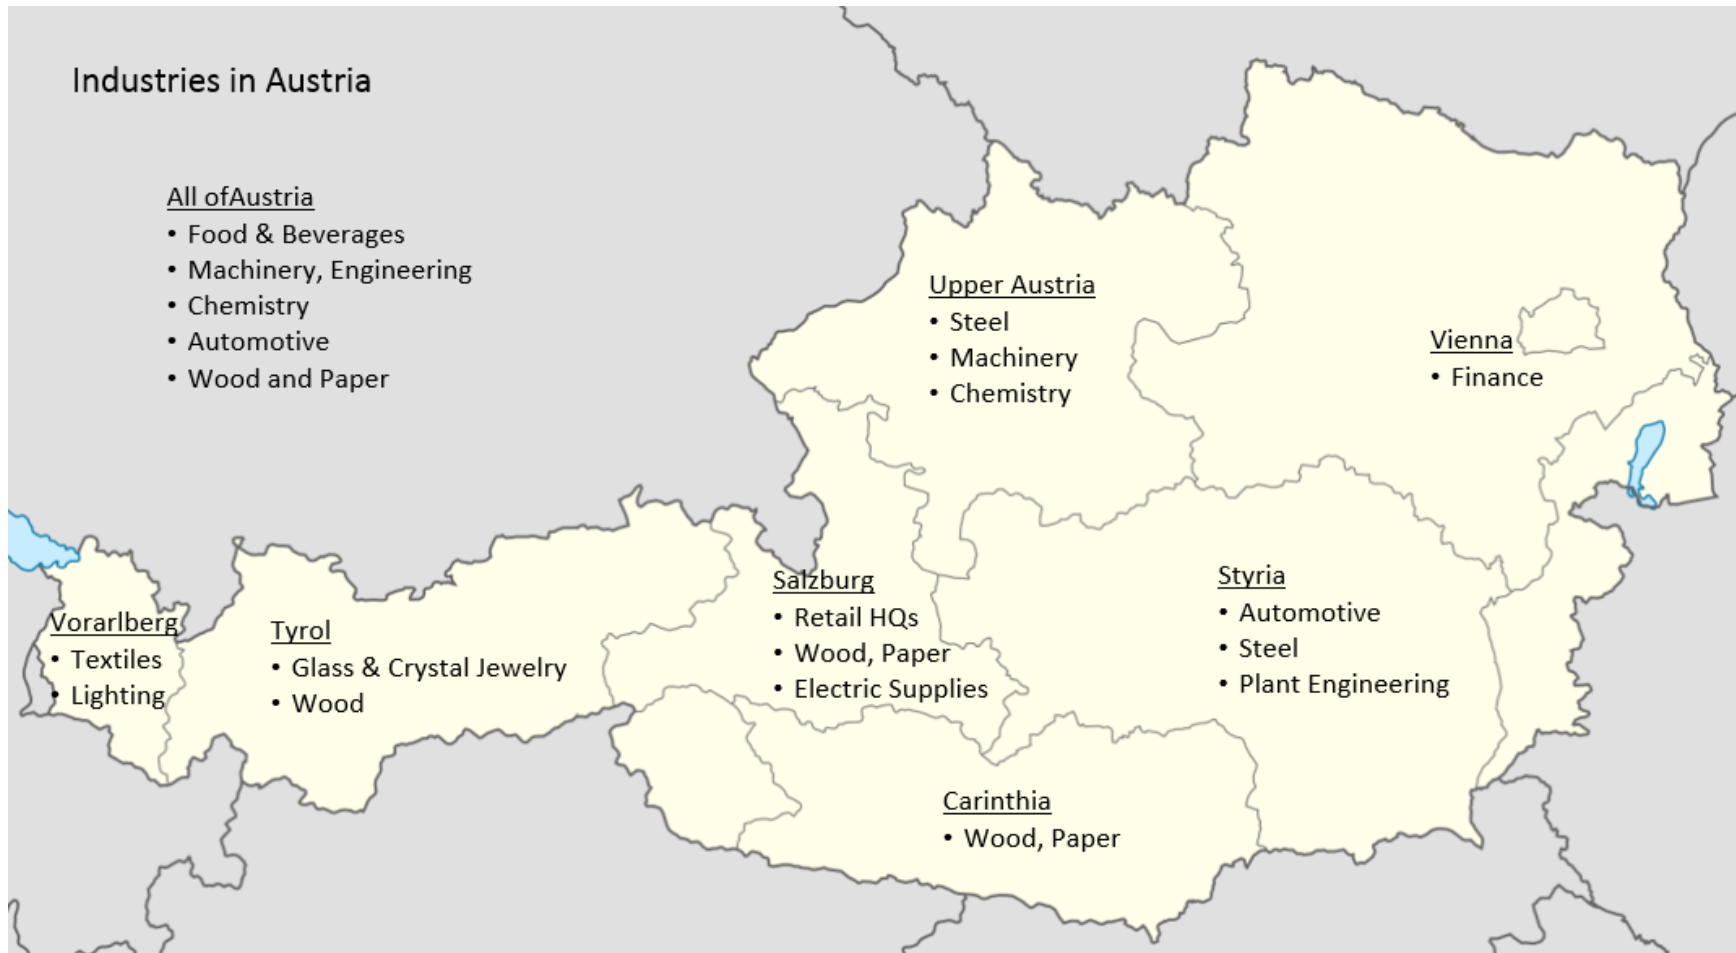 Industries in Austria
All ofAustria
• Food & Beverages
• Machinery, Engineering
• Chemistry
• Automotive
• Wood and Paper
Upper Austria
• Steel
• Machinery
• Chemistry
Vienna
• Finance
Salzburg
• Retail HQs
• Wood, Paper
• Electric Supplies
Styria
• Automotive
• Steel
• Plant Engineering
Vorarlberg
• Textiles
• Lighting
Tyrol
• Glass & Crystal Jewelry
• Wood
Carinthia
• Wood, Paper